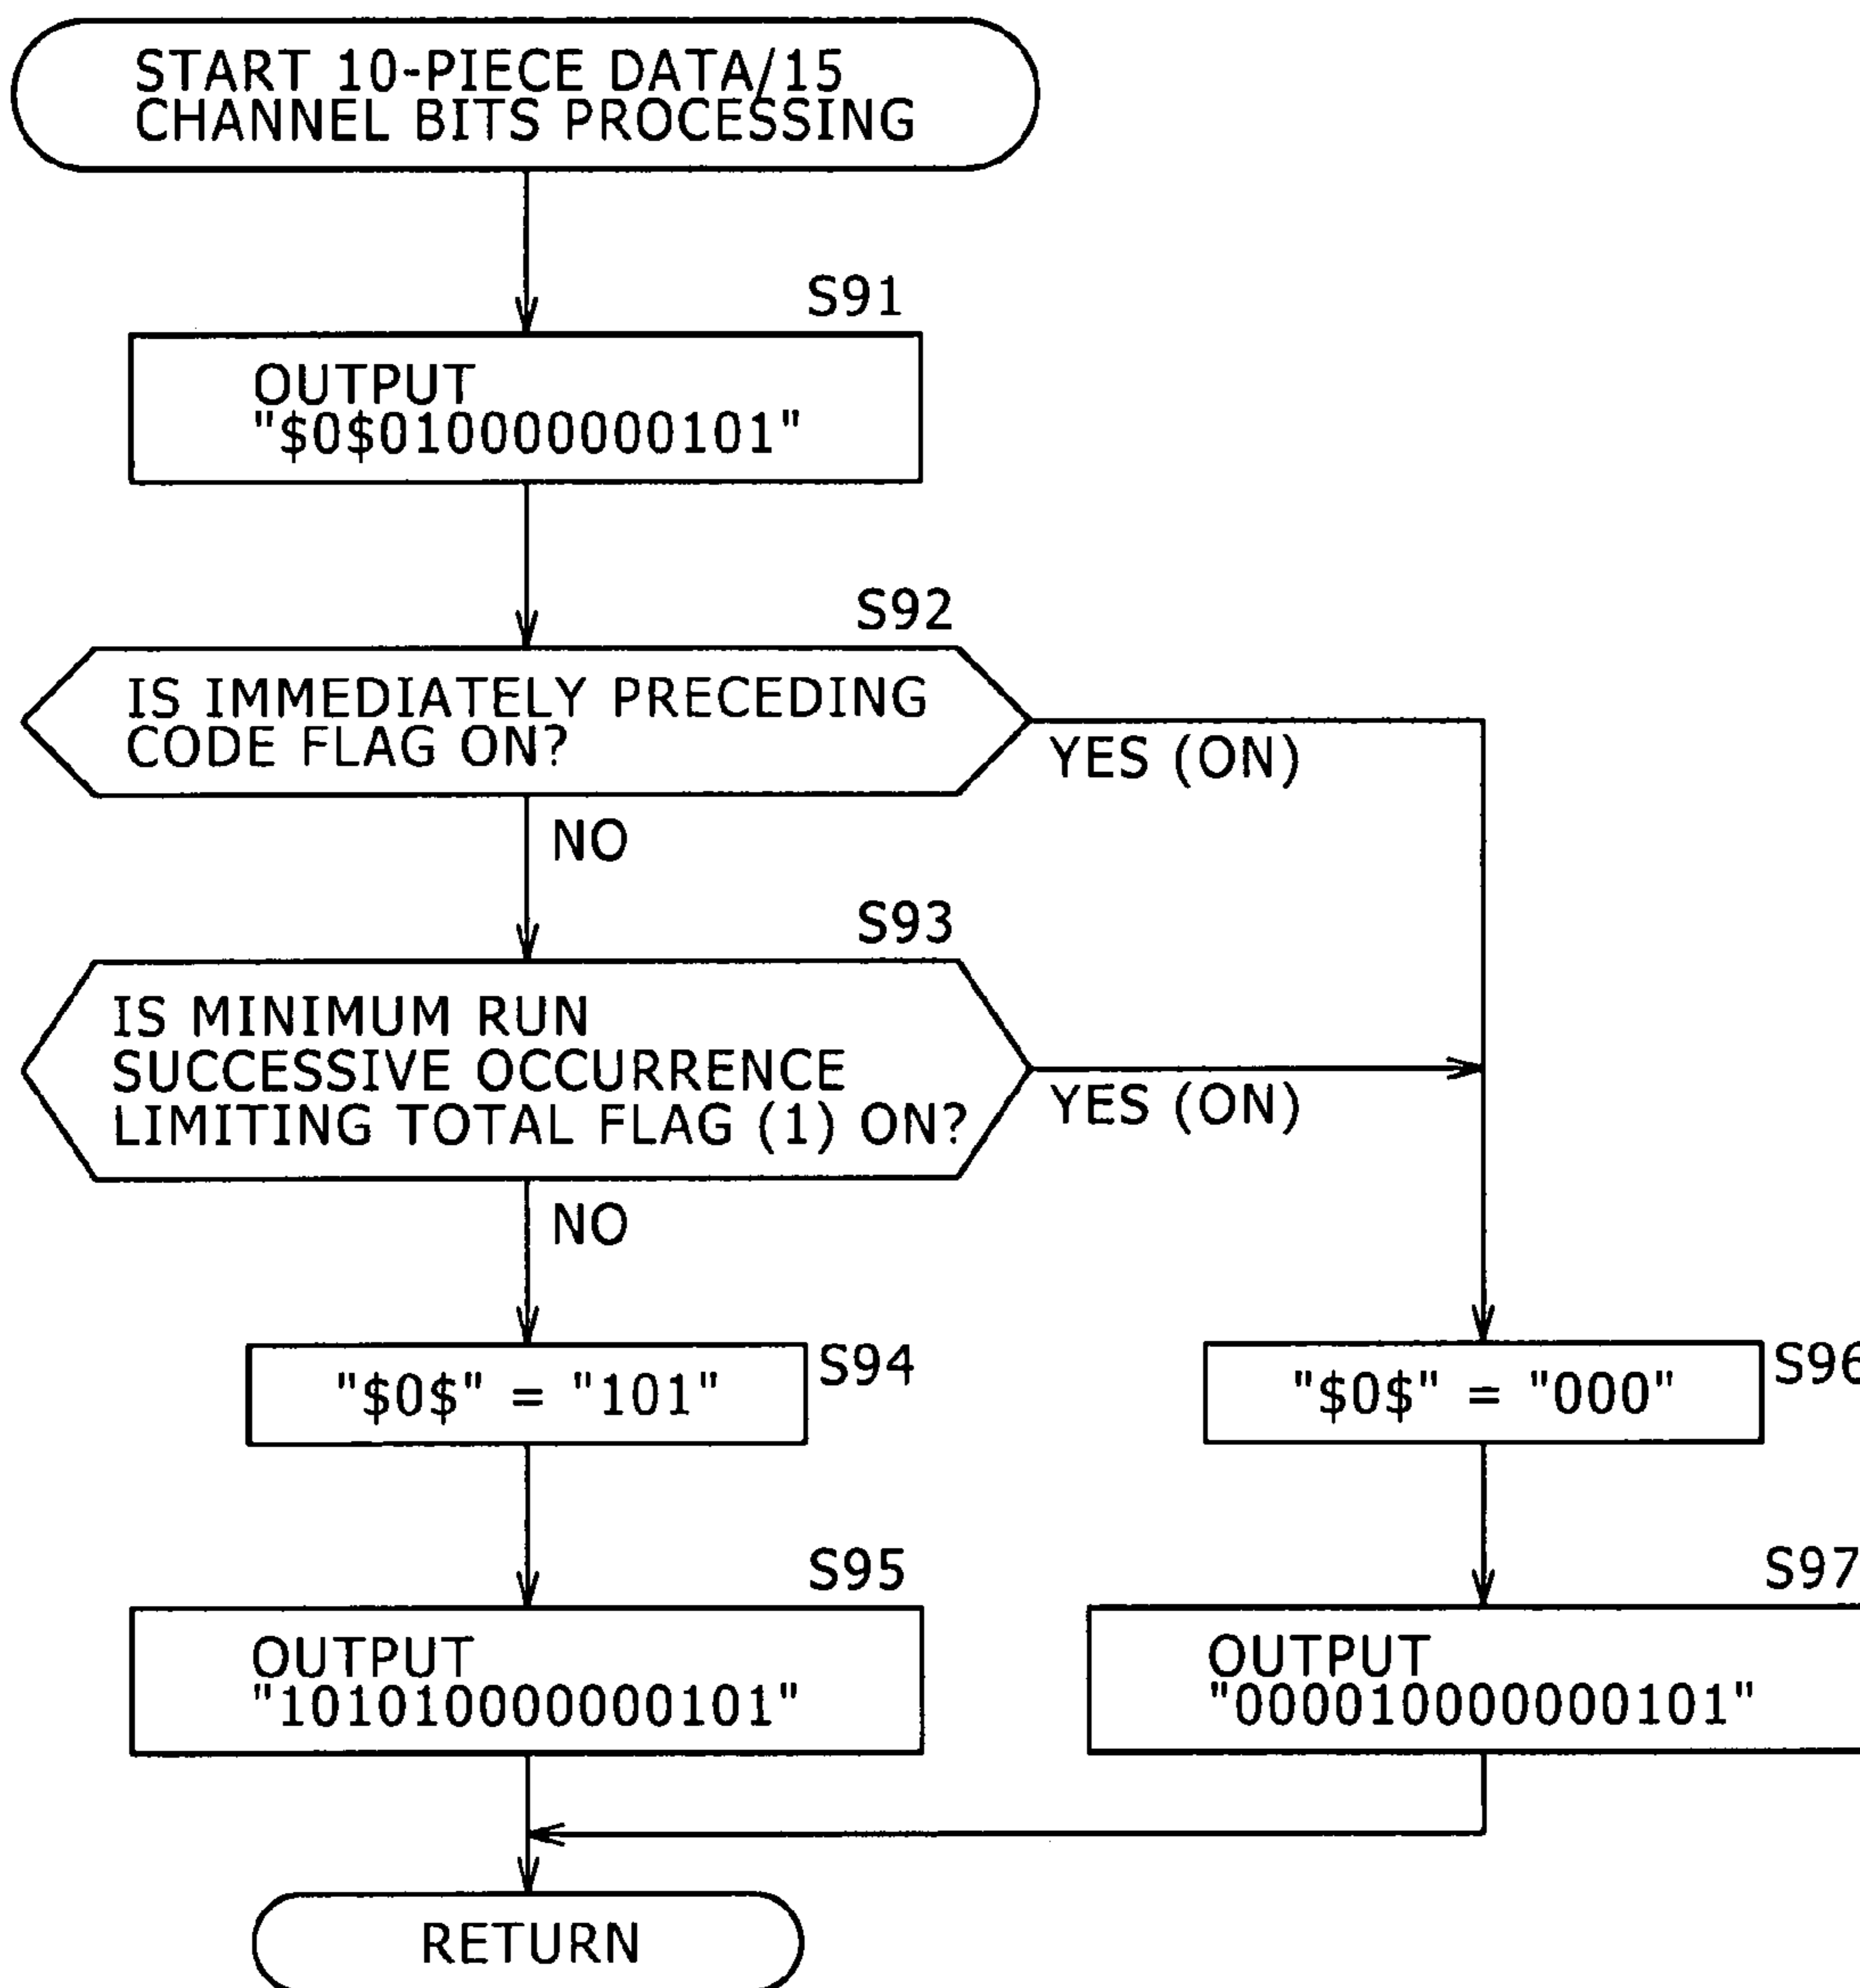 START 10-PIECE DATA/15
CHANNEL BITS PROCESSING
S91
OUTPUT
"$0$010000000101"
S92
IS IMMEDIATELY PRECEDING
CODE FLAG ON?
YES (ON)
NO
S93
IS MINIMUM RUN
SUCCESSIVE OCCURRENCE
LIMITING TOTAL FLAG (1) ON?
YES (ON)
NO
"$0$" = "101"
S94
"$0$" = "000"
S96
S95
OUTPUT
"101010000000101"
S97
OUTPUT
"000010000000101"
RETURN